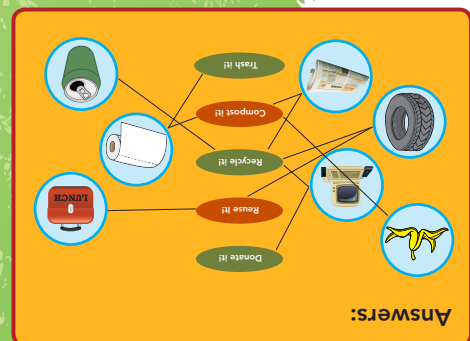 Answers:
Donate it!
Reuse it!
LUNCH
Recycle it!
Compost it!
Trash it!